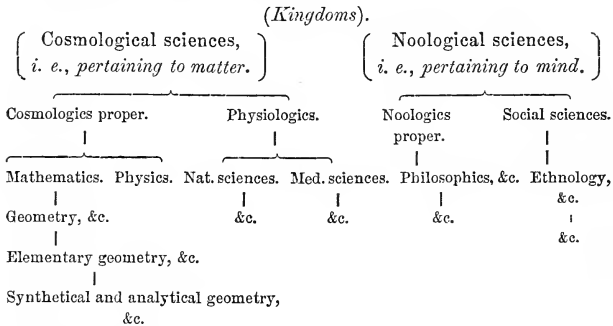 (Kingdoms).
Cosmological sciences, Noological sciences,
i. e., pertaining to matter. i. e., pertaining to mind.
Cosmologics proper. Physiologics. Noologics Social sciences.
proper.
Mathematics. Physics. Nat. sciences. Med. sciences. Philosophics, &c. Ethnology,
&c.
Geometry, &c. &c. &c. &c.
&c.
Elementary geometry, &c.
Synthetical and analytical geometry,
&c.